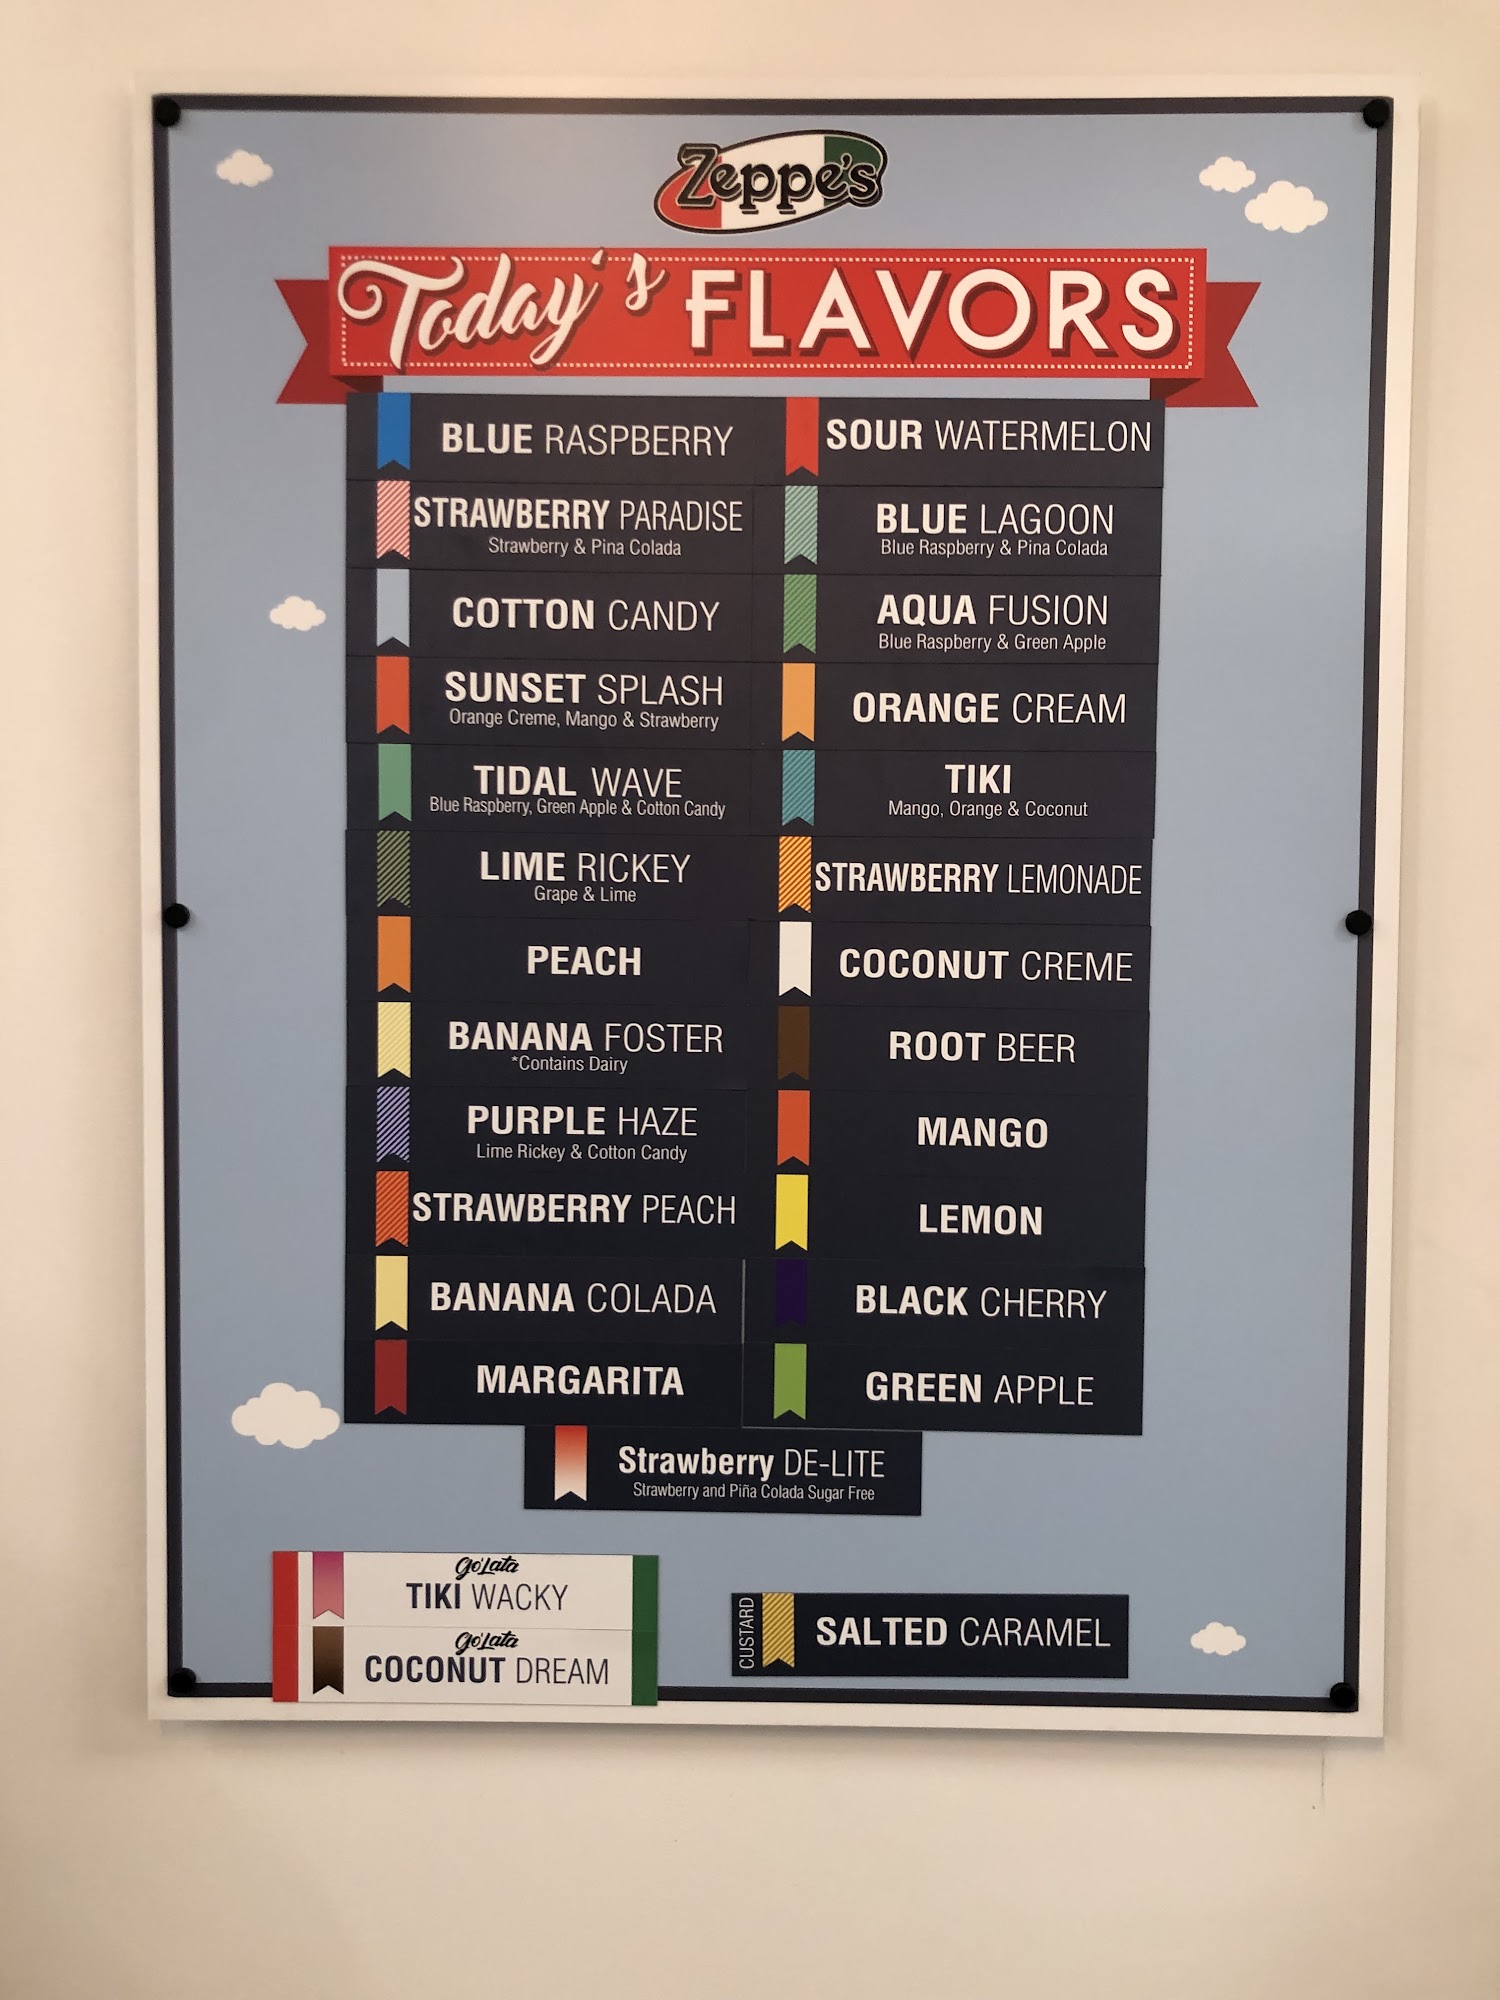 Zeppe's
Today's FLAVORS
BLUE RASPBERRY
STRAWBERRY PARADISE
Strawberry & Pina Colada
COTTON CANDY
SUNSET SPLASH
Orange Creme, Mango & Strawberry
TIDAL WAVE
Blue Raspberry, Green Apple & Cotton Candy
LIME RICKEY
Grape & Lime
PEACH
BANANA FOSTER
*Contains Dairy
PURPLE HAZE
Lime Rickey & Cotton Candy
STRAWBERRY PEACH
BANANA COLADA
MARGARITA
SOUR WATERMELON
BLUE LAGOON
Blue Raspberry & Pina Colada
AQUA FUSION
Blue Raspberry & Green Apple
ORANGE CREAM
TIKI
Mango, Orange & Coconut
STRAWBERRY LEMONADE
COCONUT CREME
ROOT BEER
MANGO
LEMON
BLACK CHERRY
GREEN APPLE
Strawberry DE-LITE
Strawberry and Piña Colada Sugar Free
Go'Lata
TIKI WACKY
Go'Lata
COCONUT DREAM
CUSTARD
SALTED CARAMEL